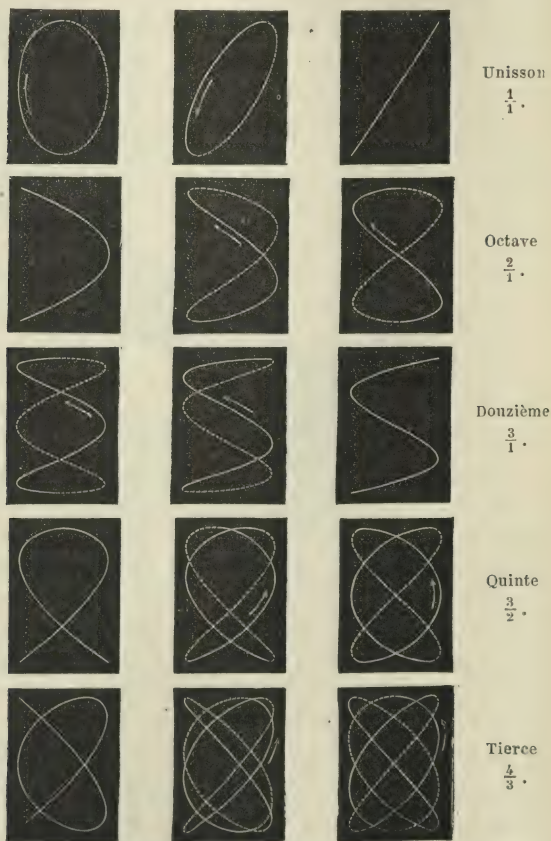 Unisson
1/1.
Octave
2/1.
Douzième
3/1.
Quinte
3/2.
Tierce
4/3.